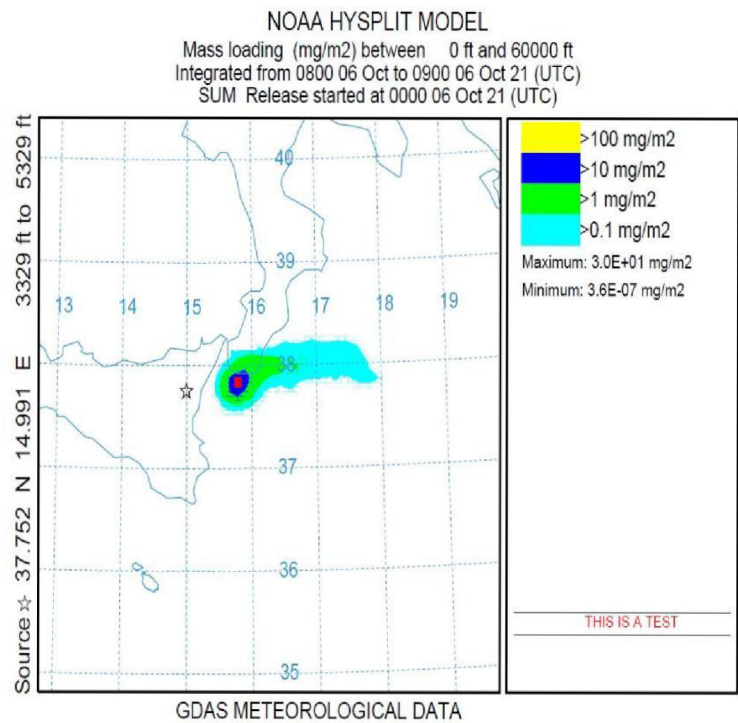 NOAA HYSPLIT MODEL
Mass loading (mg/m2) between 0 ft and 60000 ft
Integrated from 0800 06 Oct to 0900 06 Oct 21 (UTC)
SUM Release started at 0000 06 Oct 21 (UTC)
Source ☆ 37.752 N 14.991 E 3329 ft to 5329 ft
40
39
13 14 15 16 17 18 19
38
37
36
35
>100 mg/m2
>10 mg/m2
>1 mg/m2
>0.1 mg/m2
Maximum: 3.0E+01 mg/m2
Minimum: 3.6E-07 mg/m2
THIS IS A TEST
GDAS METEOROLOGICAL DATA